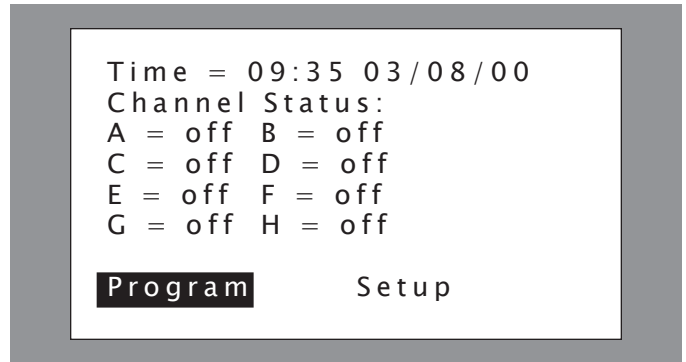 Time = 09:35 03/08/00
Channel Status:
A = off B = off
C = off D = off
E = off F = off
G = off H = off
Program Setup